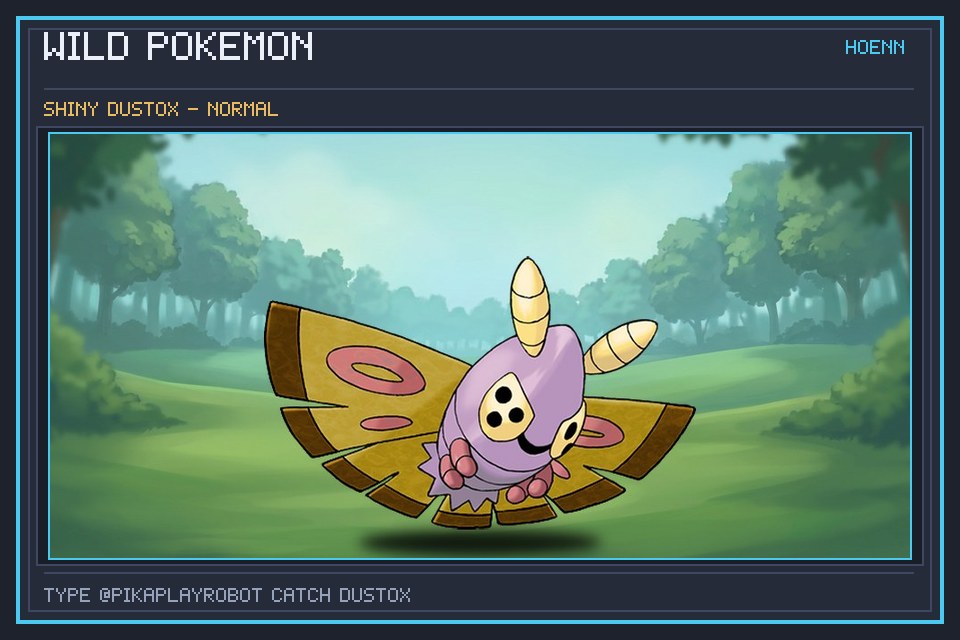 WILD POKEMON
HOENN
SHINY DUSTOX - NORMAL
TYPE @PIKAPLAYROBOT CATCH DUSTOX